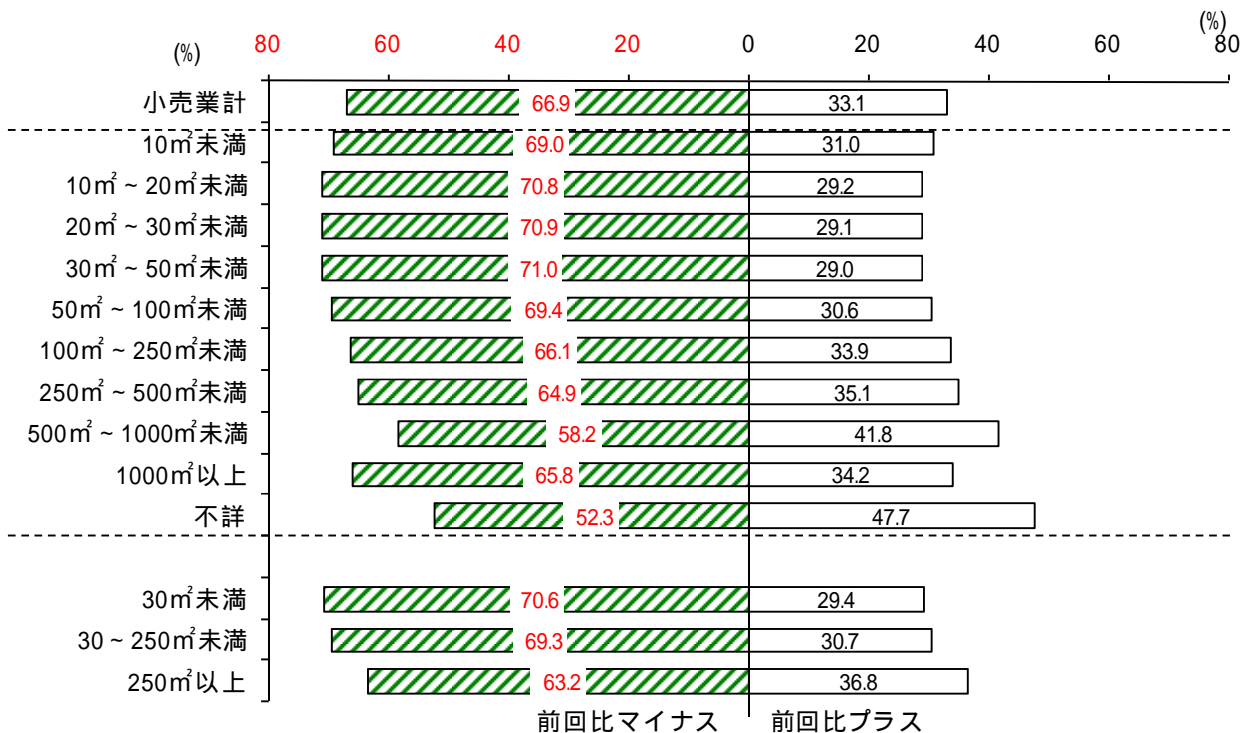 (%)
(%)
80 60 40 20 0 20 40 60 80
小売業計 66.9 33.1
10㎡未満 69.0 31.0
10㎡~20㎡未満 70.8 29.2
20㎡~30㎡未満 70.9 29.1
30㎡~50㎡未満 71.0 29.0
50㎡~100㎡未満 69.4 30.6
100㎡~250㎡未満 66.1 33.9
250㎡~500㎡未満 64.9 35.1
500㎡~1000㎡未満 58.2 41.8
1000㎡以上 65.8 34.2
不詳 52.3 47.7
30㎡未満 70.6 29.4
30~250㎡未満 69.3 30.7
250㎡以上 63.2 36.8
前回比マイナス 前回比プラス